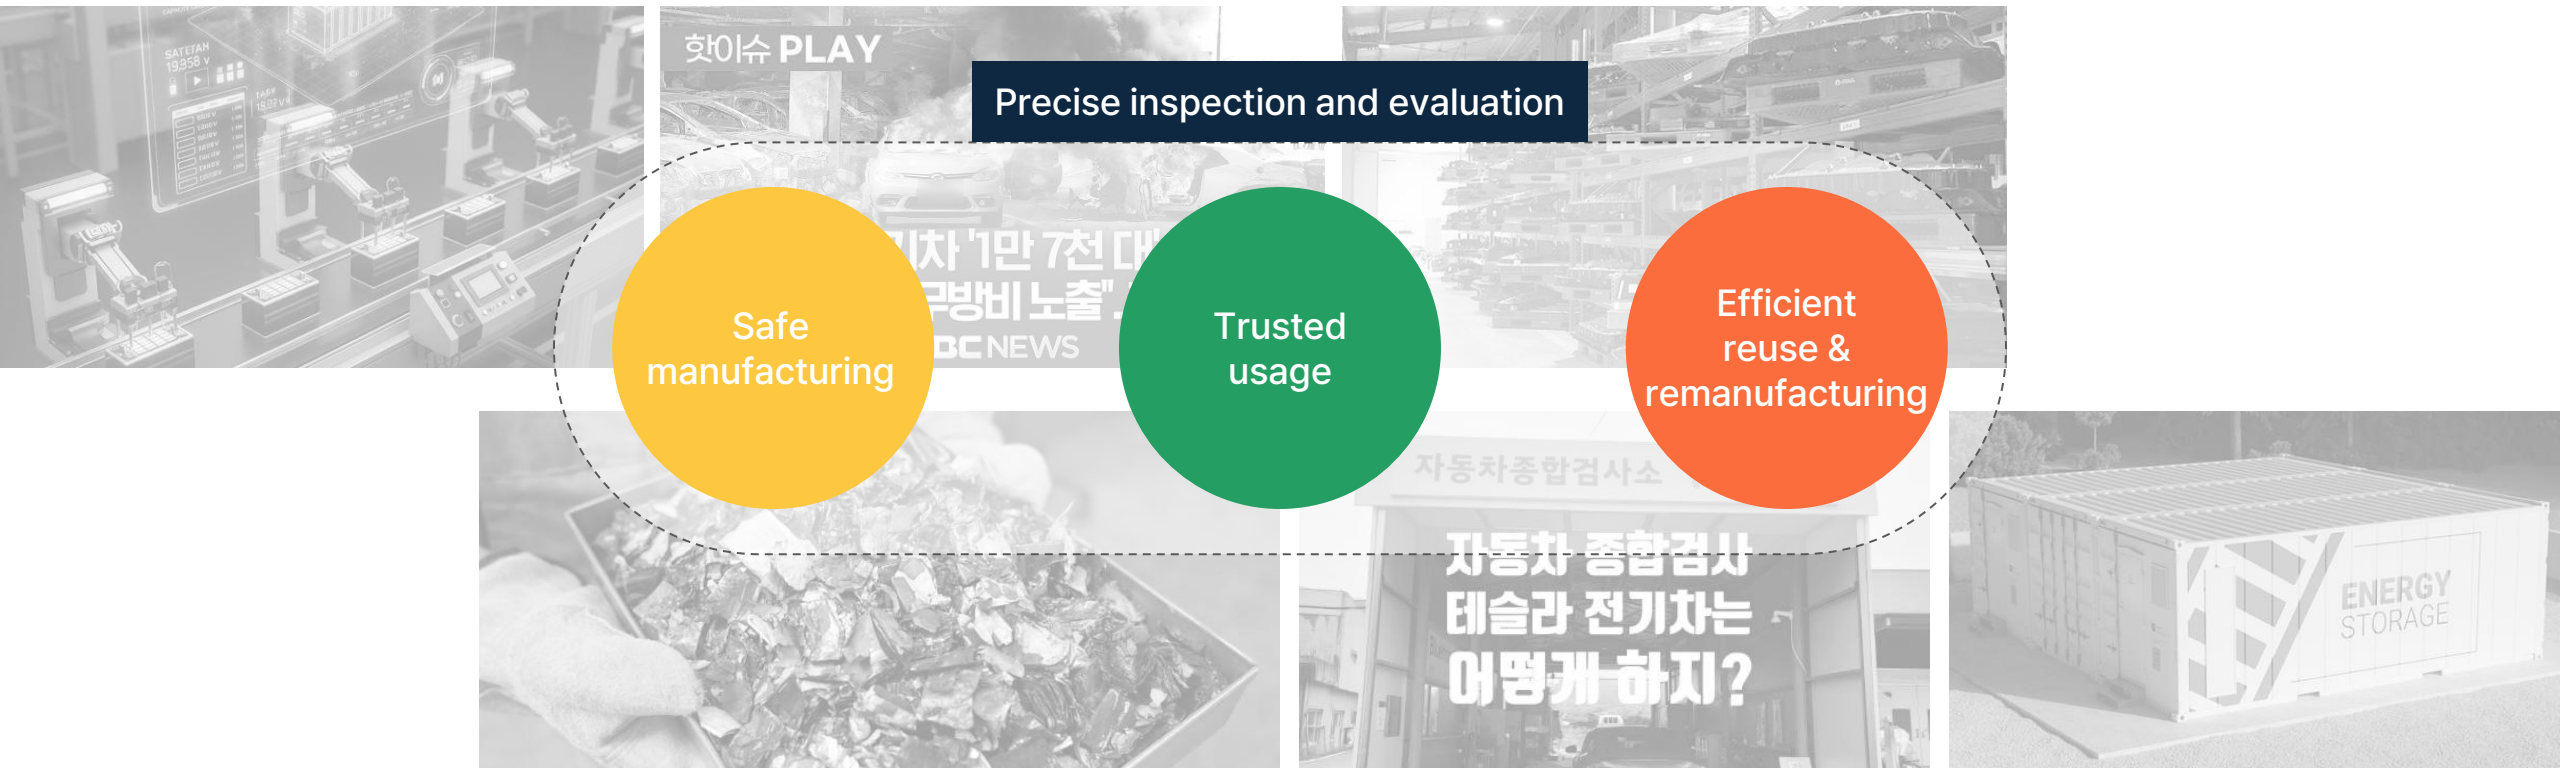 SATETAH
19,358 v
핫이슈 PLAY
Precise inspection and evaluation
기차 '1만 7천 대
무방비 노출"
BC NEWS
Safe
manufacturing
Trusted
usage
Efficient
reuse &
remanufacturing
자동차종합검사소
자동차 종합검사
테슬라 전기차는
어떻게 하지?
ENERGY
STORAGE